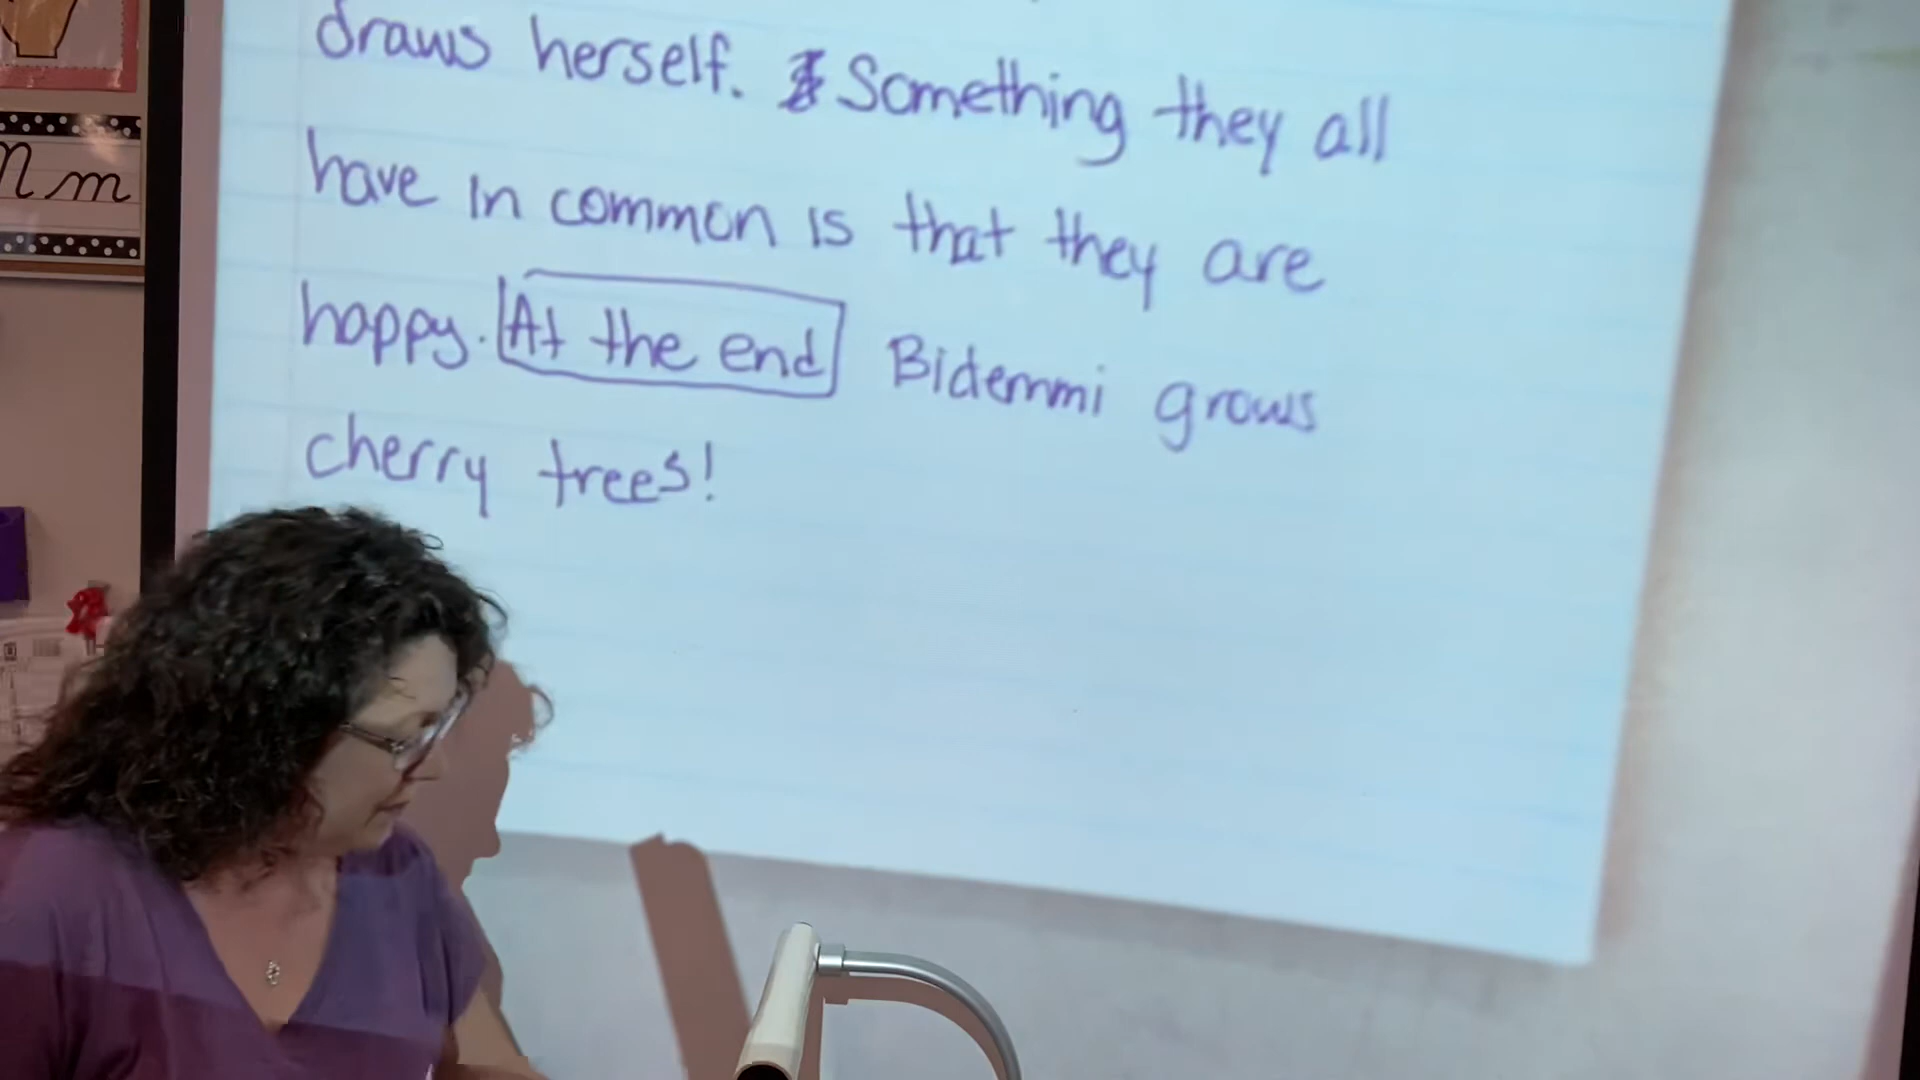 draws herself. Something they all
have in common is that they are
happy. At the end Bidemmi grows
cherry trees!
n m